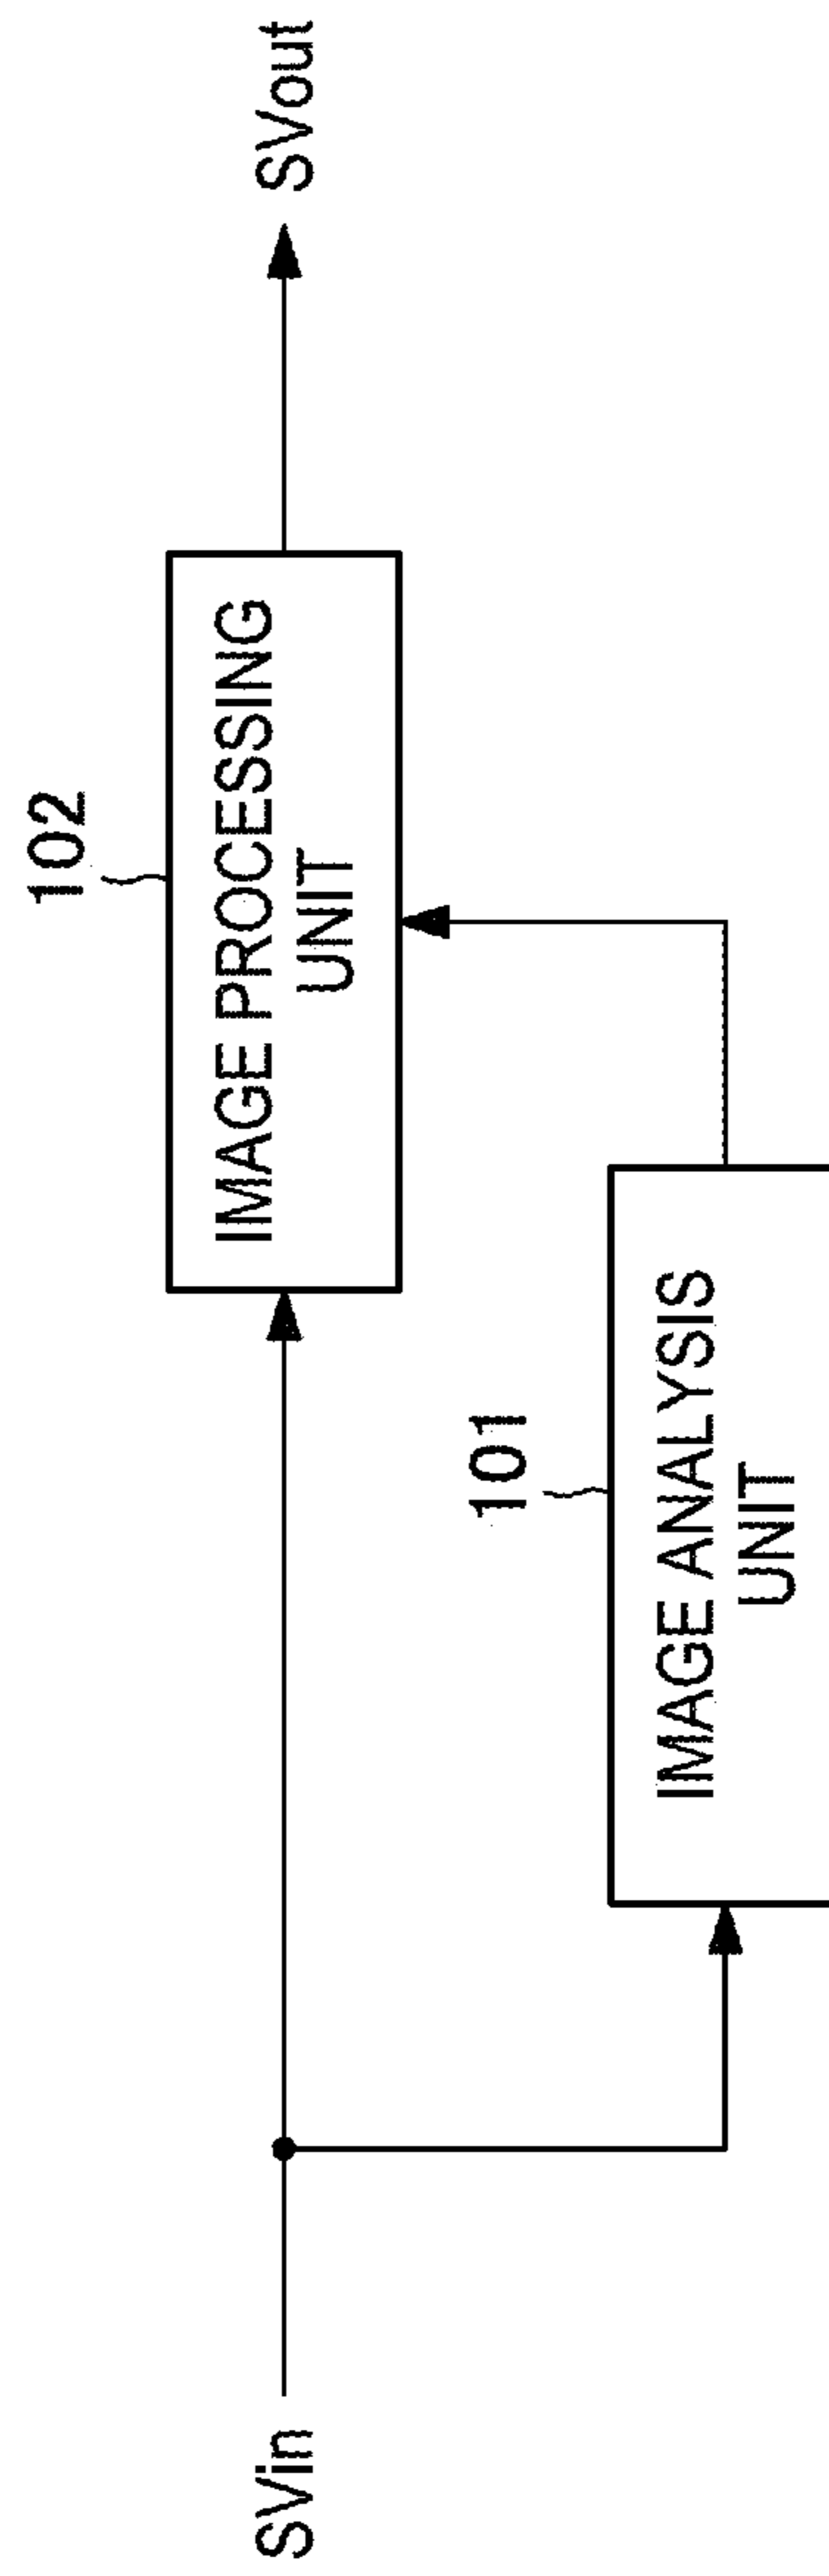 102
SVin
IMAGE PROCESSING
UNIT
SVout
101
IMAGE ANALYSIS
UNIT